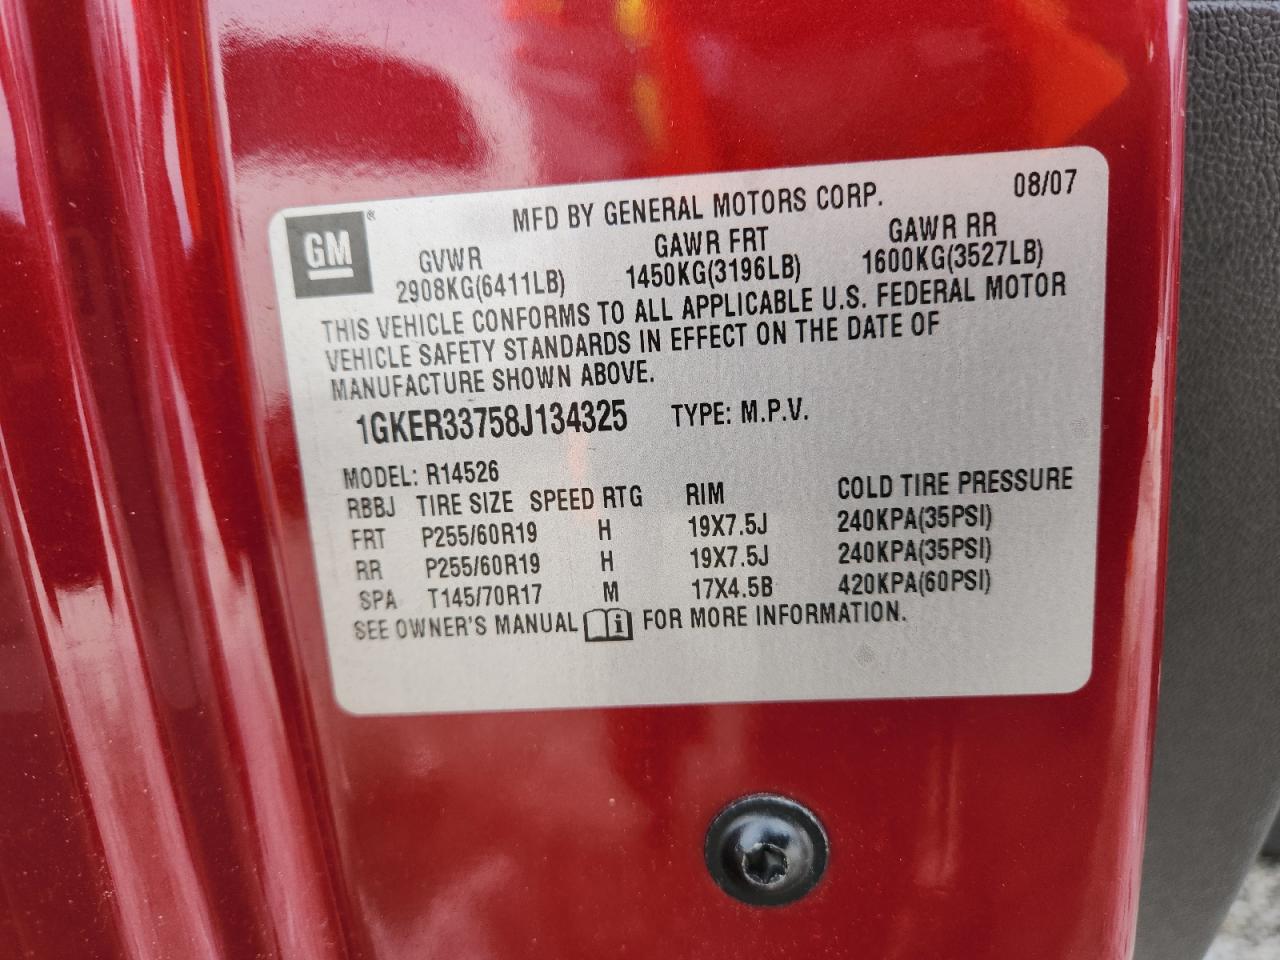 GM ® MFD BY GENERAL MOTORS CORP. 08/07
GVWR GAWR FRT GAWR RR
2908KG(6411LB) 1450KG(3196LB) 1600KG(3527LB)
THIS VEHICLE CONFORMS TO ALL APPLICABLE U.S. FEDERAL MOTOR
VEHICLE SAFETY STANDARDS IN EFFECT ON THE DATE OF
MANUFACTURE SHOWN ABOVE.
1GKER33758J134325 TYPE: M.P.V.
MODEL: R14526
RBBJ TIRE SIZE SPEED RTG RIM COLD TIRE PRESSURE
FRT P255/60R19 H 19X7.5J 240KPA(35PSI)
RR P255/60R19 H 19X7.5J 240KPA(35PSI)
SPA T145/70R17 M 17X4.5B 420KPA(60PSI)
SEE OWNER'S MANUAL i FOR MORE INFORMATION.